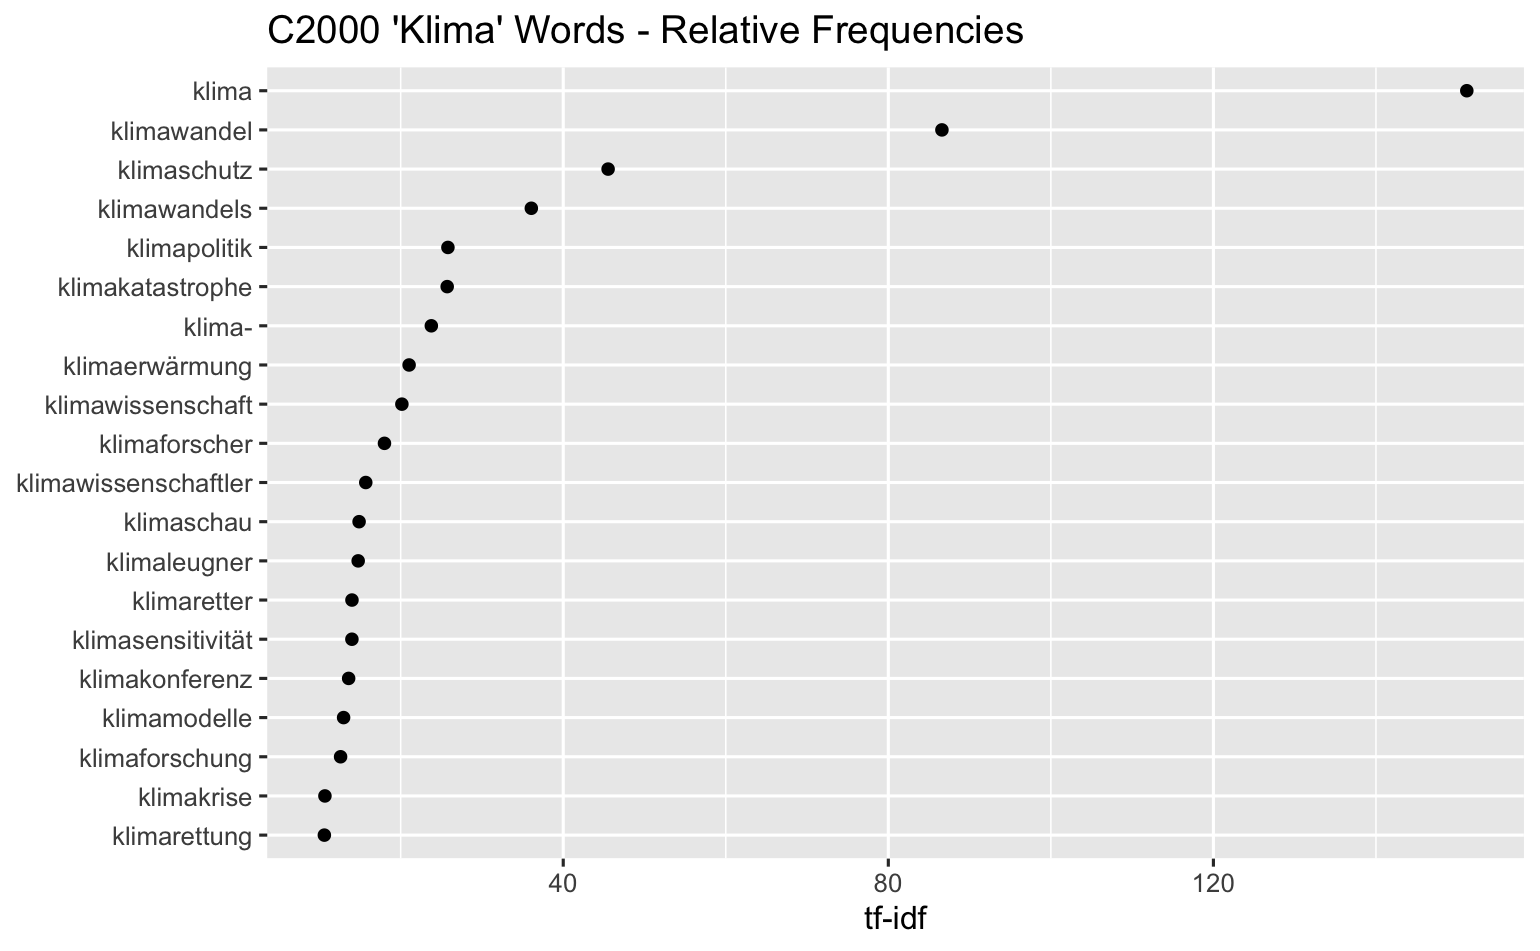 C2000 'Klima' Words - Relative Frequencies
klima
klimawandel
klimaschutz
klimawandels
klimapolitik
klimakatastrophe
klima-
klimaerwärmung
klimawissenschaft
klimaforscher
klimawissenschaftler
klimaschau
klimaleugner
klimaretter
klimasensitivität
klimakonferenz
klimamodelle
klimaforschung
klimakrise
klimarettung
40 80 120
tf-idf